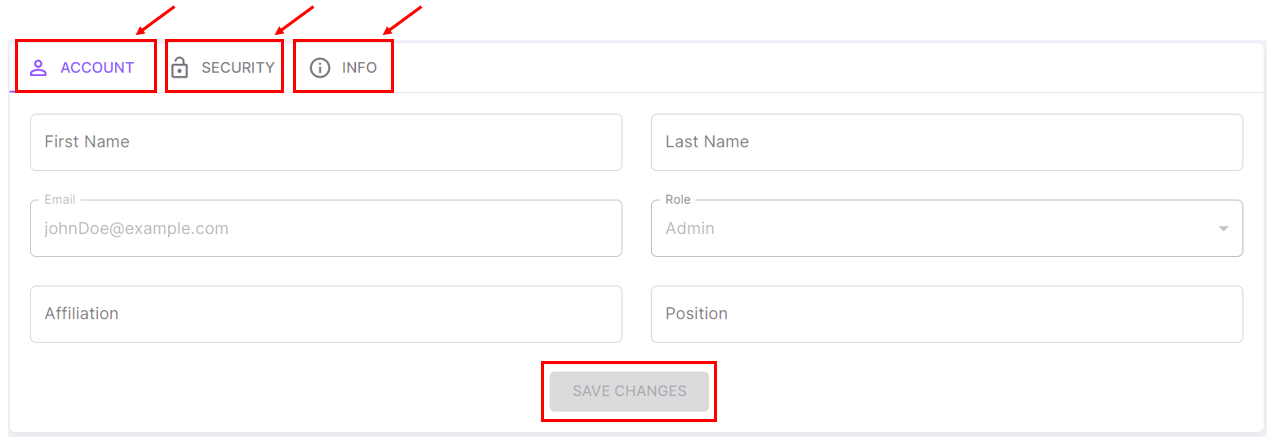 ACCOUNT SECURITY INFO
First Name Last Name
Email Role
johnDoe@example.com Admin
Affiliation Position
SAVE CHANGES